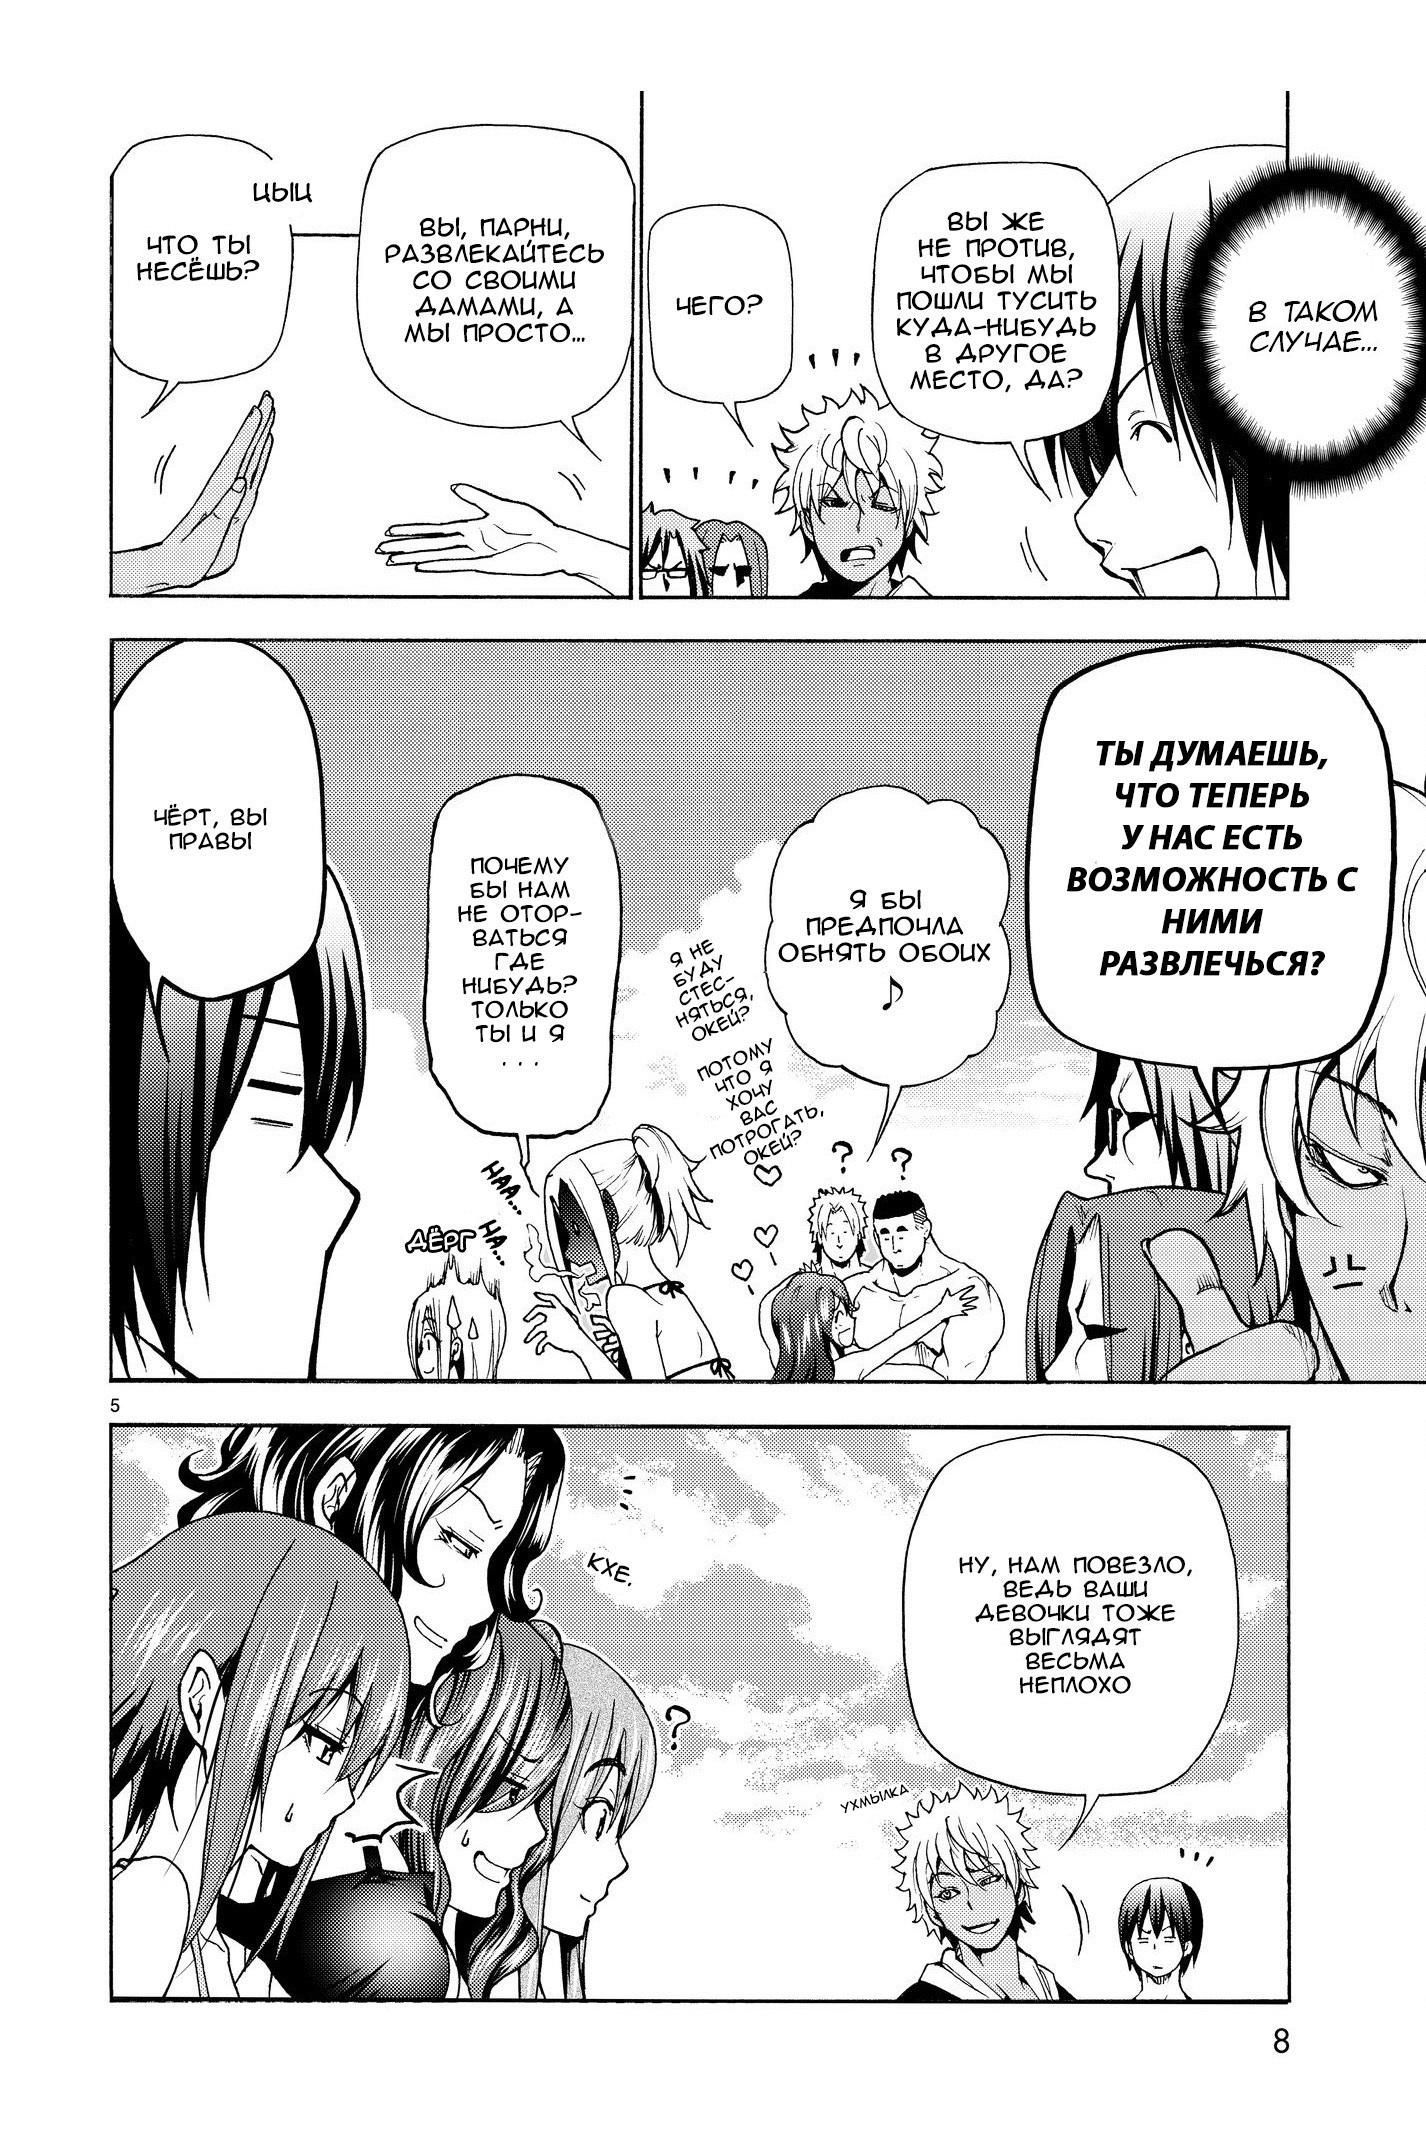 В ТАКОМ
СЛУЧАЕ...
ВЫ ЖЕ
НЕ ПРОТИВ,
ЧТОБЫ МЫ
ПОШЛИ ТУСИТЬ
КУДА-НИБУДЬ
В ДРУГОЕ
МЕСТО, ДА?
ЧЕГО?
ВЫ, ПАРНИ,
РАЗВЛЕКАЙТЕСЬ
СО СВОИМИ
ДАМАМИ, А
МЫ ПРОСТО...
ЦЫЦ
ЧТО ТЫ
НЕСЁШЬ?
ТЫ ДУМАЕШЬ,
ЧТО ТЕПЕРЬ
У НАС ЕСТЬ
ВОЗМОЖНОСТЬ С
НИМИ
РАЗВЛЕЧЬСЯ?
Я БЫ
ПРЕДПОЧЛА
ОБНЯТЬ ОБОИХ
♪
Я НЕ
БУДУ
СТЕС-
НЯТЬСЯ,
ОКЕЙ?
ПОТОМУ
ЧТО Я
ХОЧУ
ВАС
ПОТРОГАТЬ,
ОКЕЙ?
? ?
ПОЧЕМУ
БЫ НАМ
НЕ ОТОР-
ВАТЬСЯ
ГДЕ
НИБУДЬ?
ТОЛЬКО
ТЫ И Я
...
НАА...
НА...
ДЁРГ
ЧЁРТ, ВЫ
ПРАВЫ
5
НУ, НАМ ПОВЕЗЛО,
ВЕДЬ ВАШИ
ДЕВОЧКИ ТОЖЕ
ВЫГЛЯДЯТ
ВЕСЬМА
НЕПЛОХО
УХМЫЛКА
КХЕ.
?
8